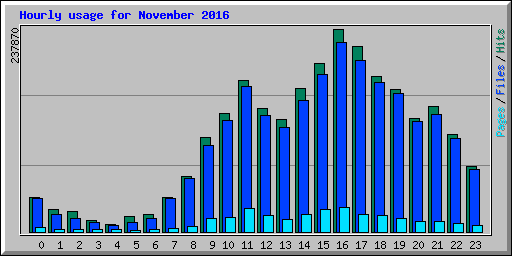 Hourly usage for November 2016
237870
Pages / Files / Hits
0 1 2 3 4 5 6 7 8 9 10 11 12 13 14 15 16 17 18 19 20 21 22 23